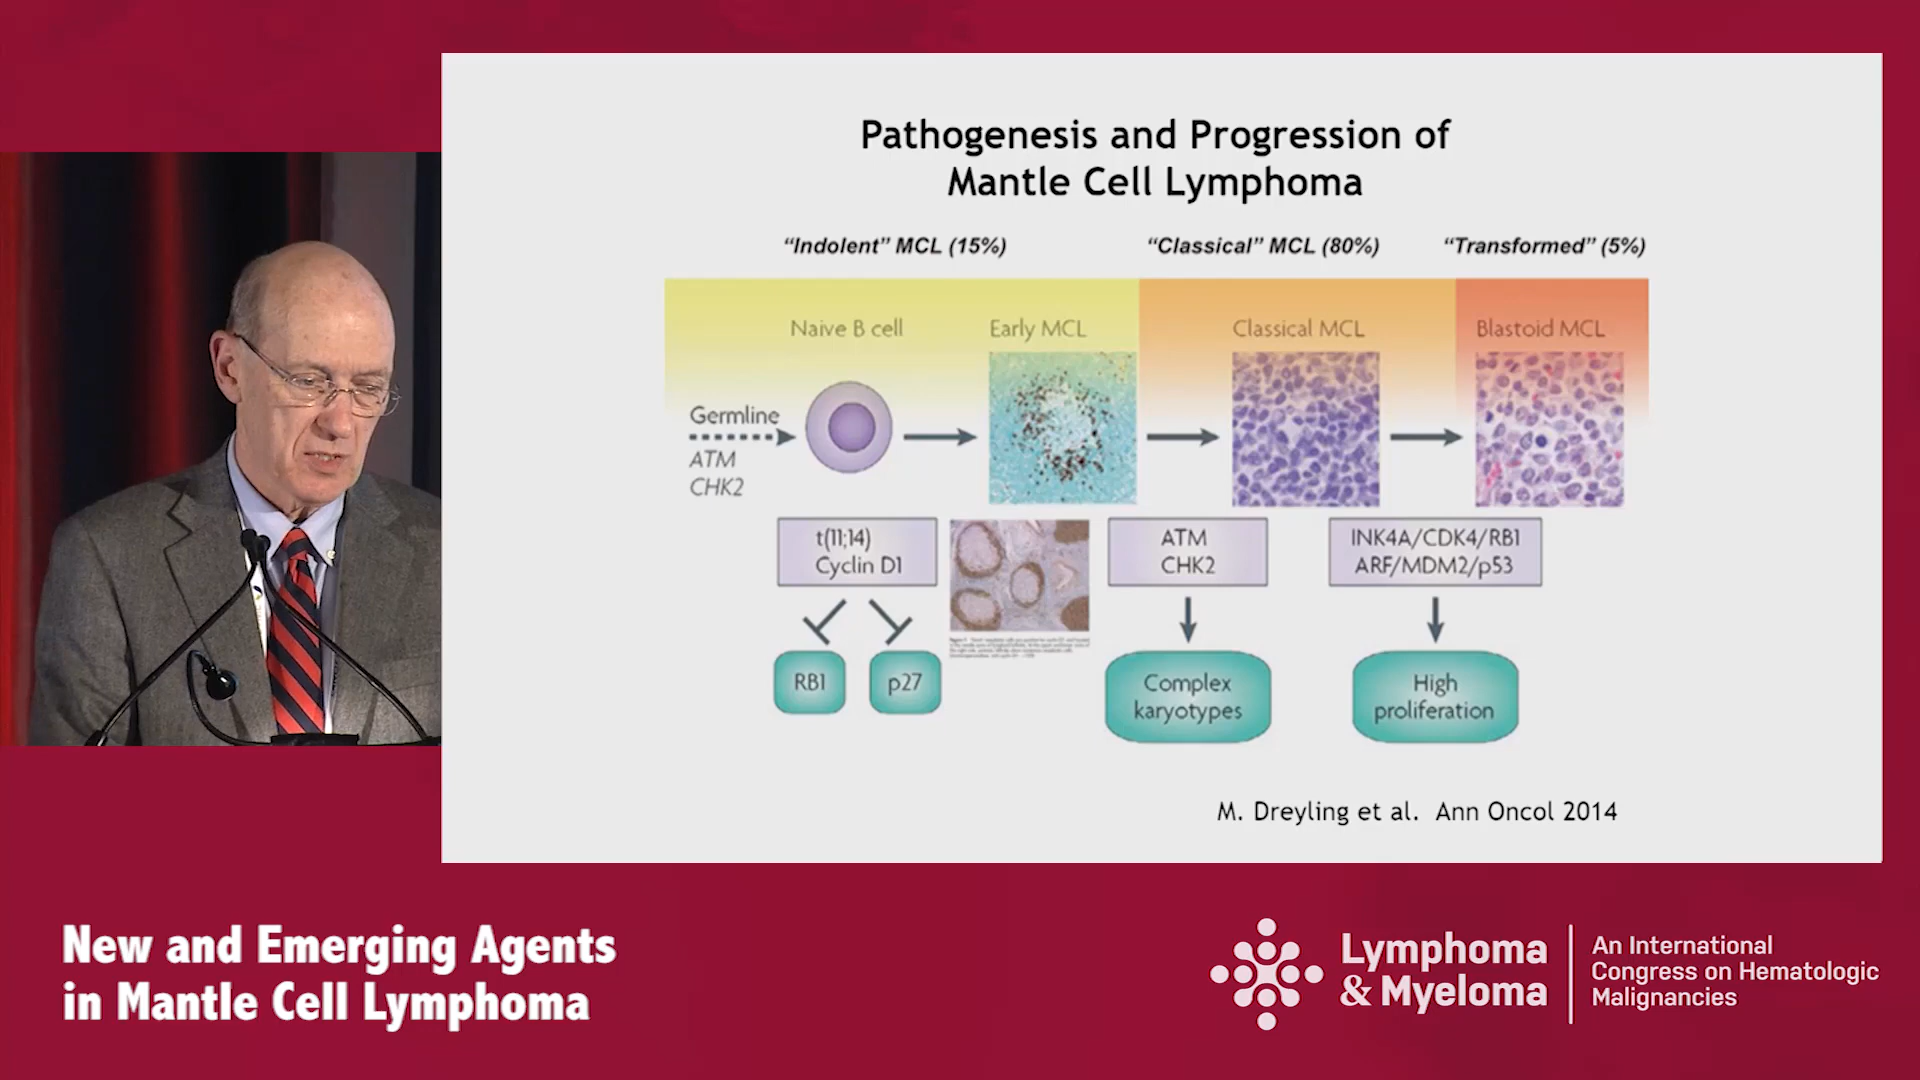 Pathogenesis and Progression of
Mantle Cell Lymphoma
“Indolent” MCL (15%)
“Classical” MCL (80%)
“Transformed” (5%)
Naive B cell
Early MCL
Classical MCL
Blastoid MCL
Germline
ATM
CHK2
t(11;14)
Cyclin D1
ATM
CHK2
INK4A/CDK4/RB1
ARF/MDM2/p53
RB1
p27
Complex
karyotypes
High
proliferation
M. Dreyling et al. Ann Oncol 2014
New and Emerging Agents
in Mantle Cell Lymphoma
Lymphoma
& Myeloma
An International
Congress on Hematologic
Malignancies